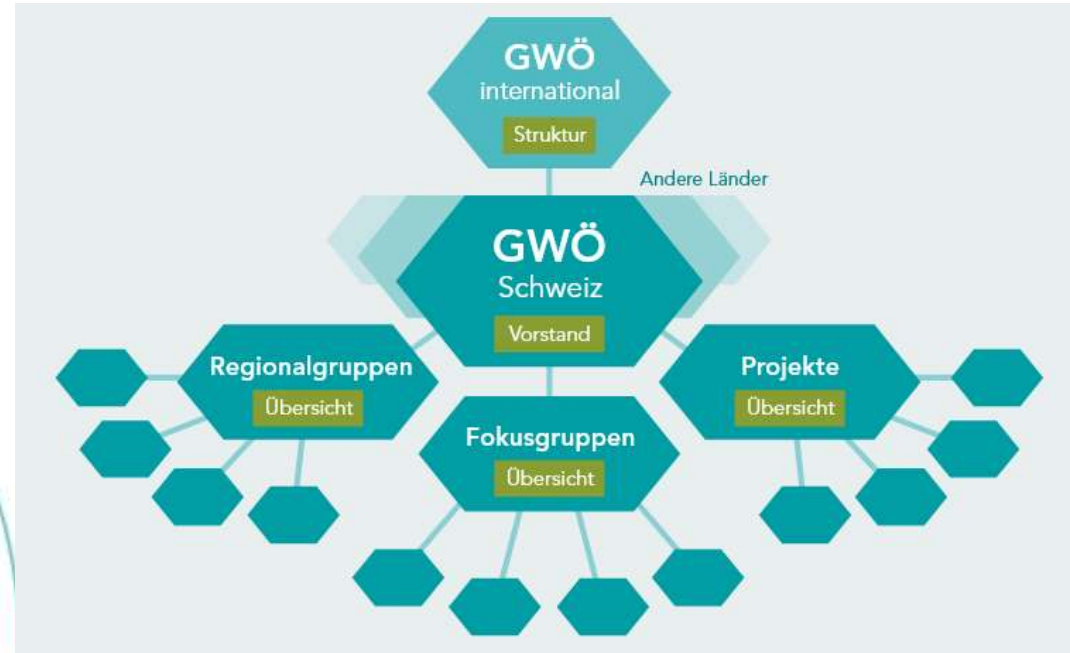 GWÖ
international
Struktur
Andere Länder
GWÖ
Schweiz
Vorstand
Regionalgruppen
Übersicht
Projekte
Übersicht
Fokusgruppen
Übersicht